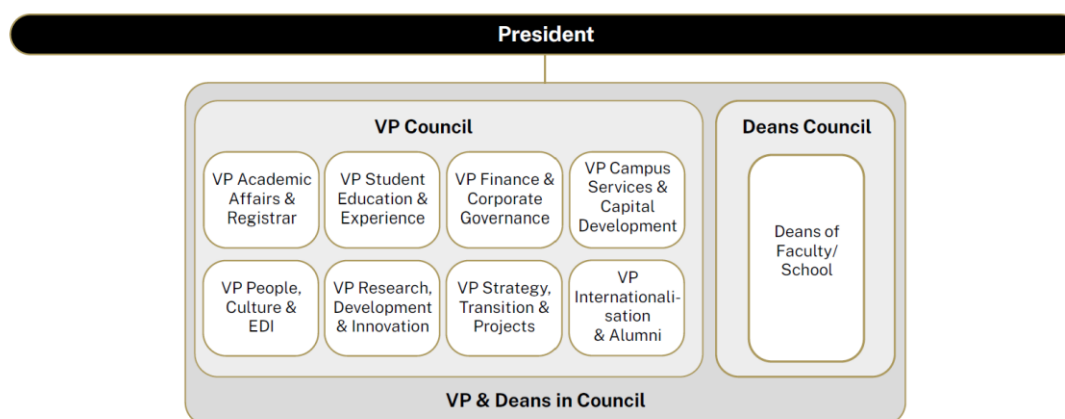 President
VP Council
Deans Council
VP Academic
Affairs &
Registrar
VP Student
Education &
Experience
VP Finance &
Corporate
Governance
VP Campus
Services &
Capital
Development
Deans of
Faculty/
School
VP People,
Culture &
EDI
VP Research,
Development
& Innovation
VP Strategy,
Transition &
Projects
VP
Internationali-
sation
& Alumni
VP & Deans in Council